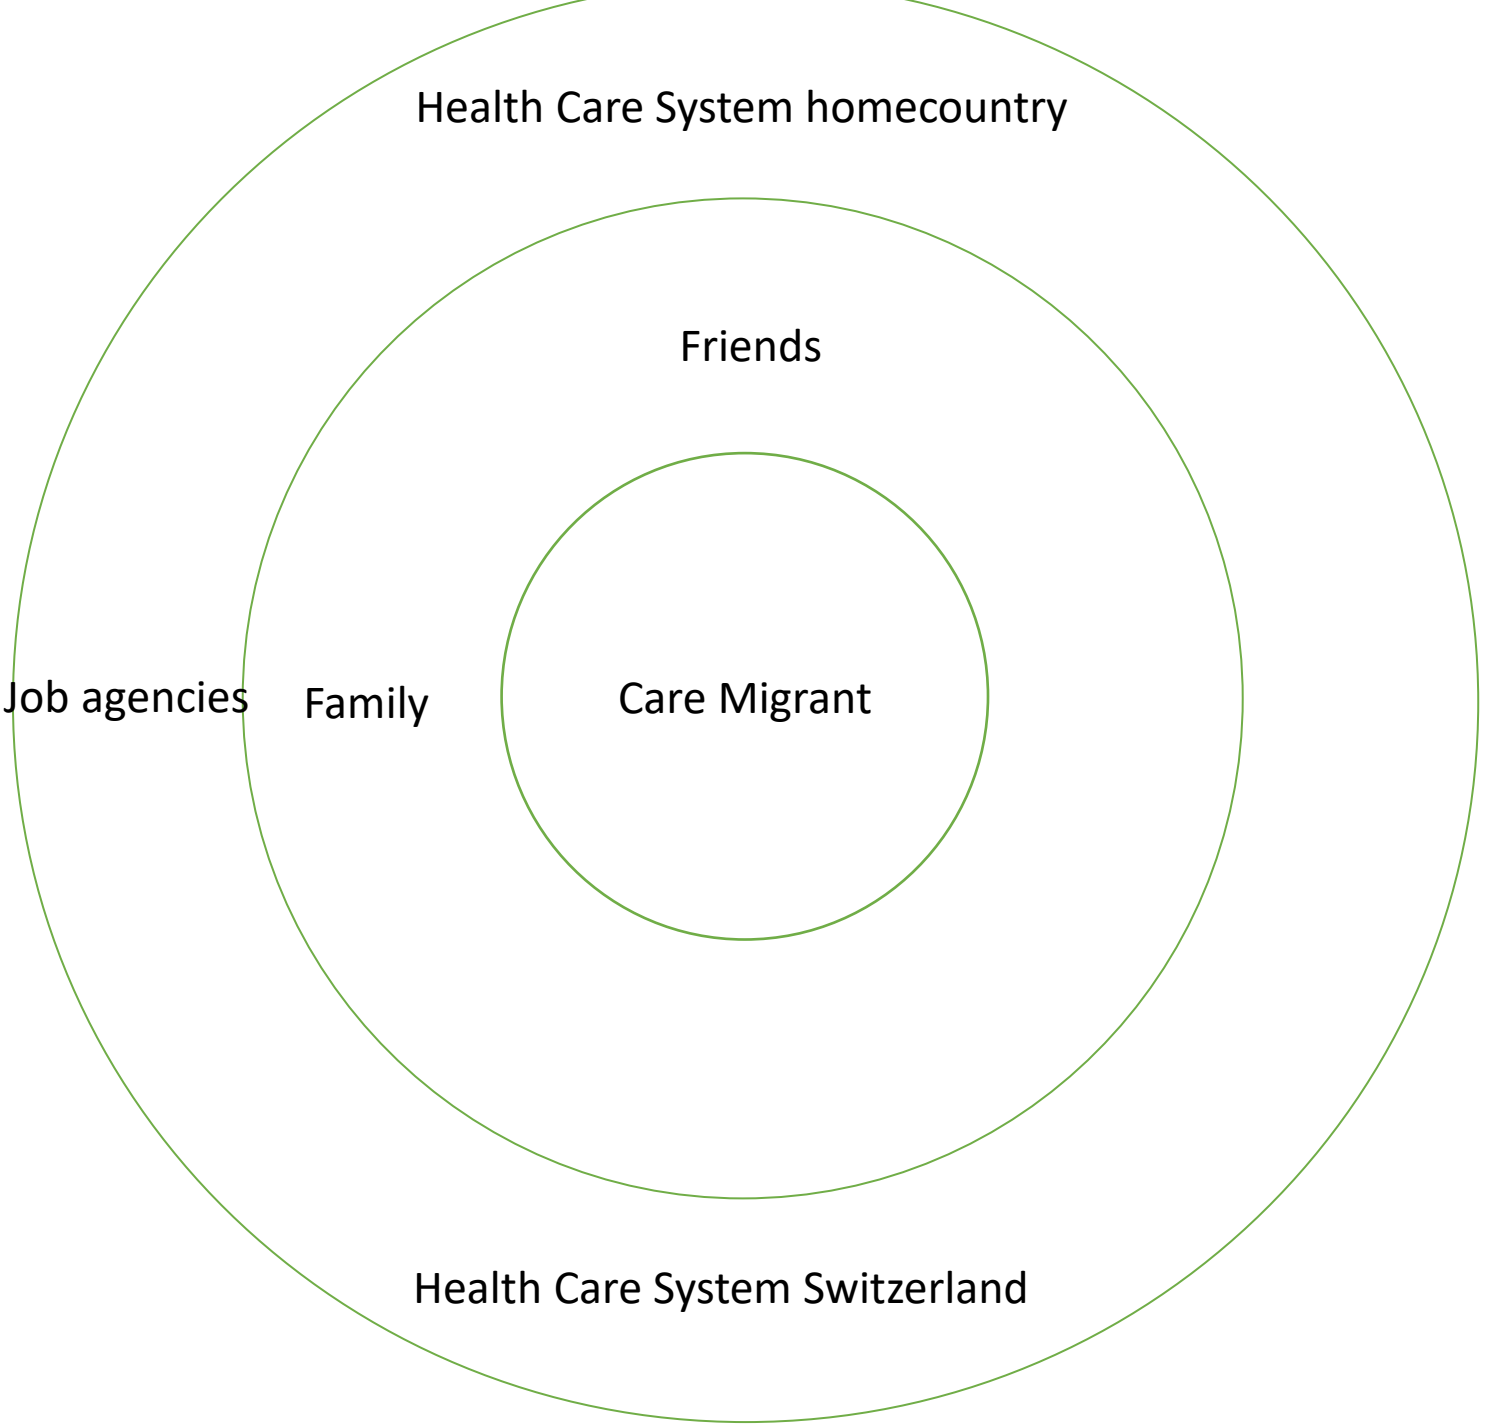 Health Care System homecountry
Friends
Job agencies
Family
Care Migrant
Health Care System Switzerland